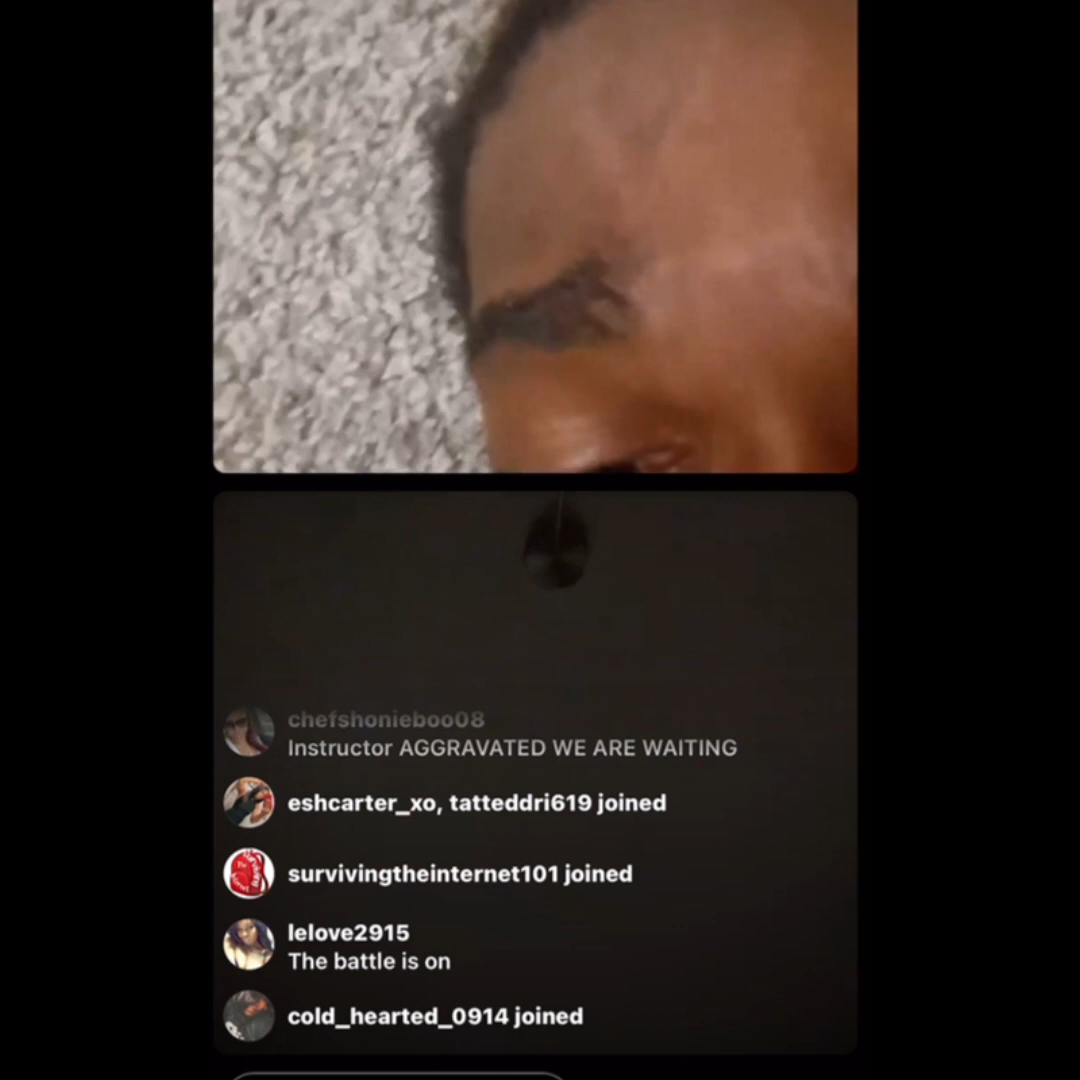 chefshonieboo08
Instructor AGGRAVATED WE ARE WAITING
eshcarter_xo, tatteddri619 joined
survivingtheinternet101 joined
lelove2915
The battle is on
cold_hearted_0914 joined